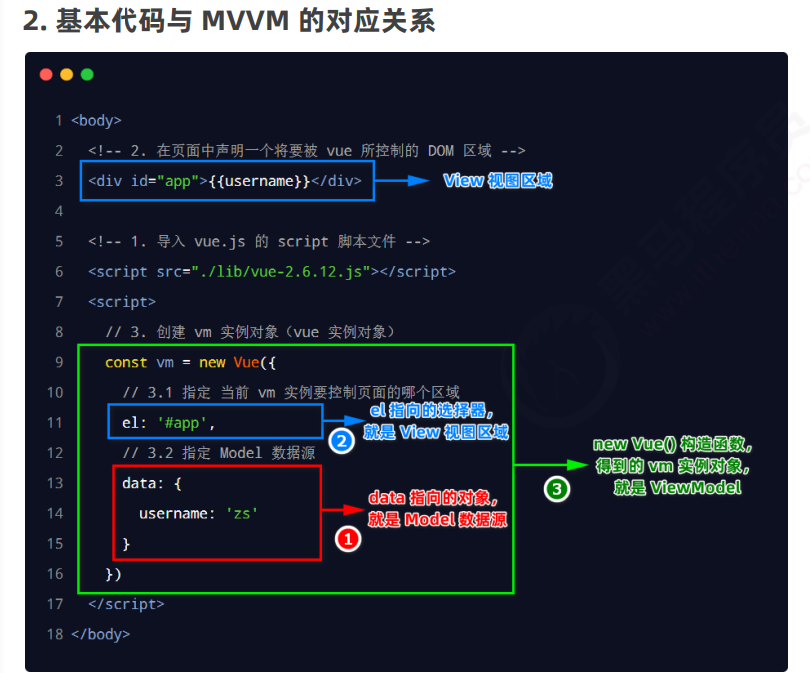 2. 基本代码与 MVVM 的对应关系
1 <body>
2 <!-- 2. 在页面中声明一个将要被 vue 所控制的 DOM 区域 -->
3 <div id="app">{{username}}</div>
View 视图区域
4
5 <!-- 1. 导入 vue.js 的 script 脚本文件 -->
6 <script src="./lib/vue-2.6.12.js"></script>
7 <script>
8 // 3. 创建 vm 实例对象（vue 实例对象）
9 const vm = new Vue({
10 // 3.1 指定 当前 vm 实例要控制页面的哪个区域
11 el: '#app',
2
el 指向的选择器，
就是 View 视图区域
12 // 3.2 指定 Model 数据源
13 data: {
14 username: 'zs'
15 }
1
data 指向的对象，
就是 Model 数据源
16 })
3
new Vue() 构造函数，
得到的 vm 实例对象，
就是 ViewModel
17 </script>
18 </body>
黑马程序员